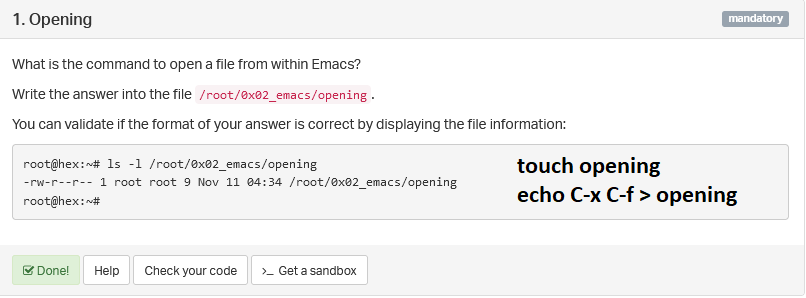 1. Opening
mandatory
What is the command to open a file from within Emacs?
Write the answer into the file /root/0x02_emacs/opening .
You can validate if the format of your answer is correct by displaying the file information:
root@hex:~# ls -l /root/0x02_emacs/opening
-rw-r--r-- 1 root root 9 Nov 11 04:34 /root/0x02_emacs/opening
root@hex:~#
touch opening
echo C-x C-f > opening
Done!
Help
Check your code
>_ Get a sandbox